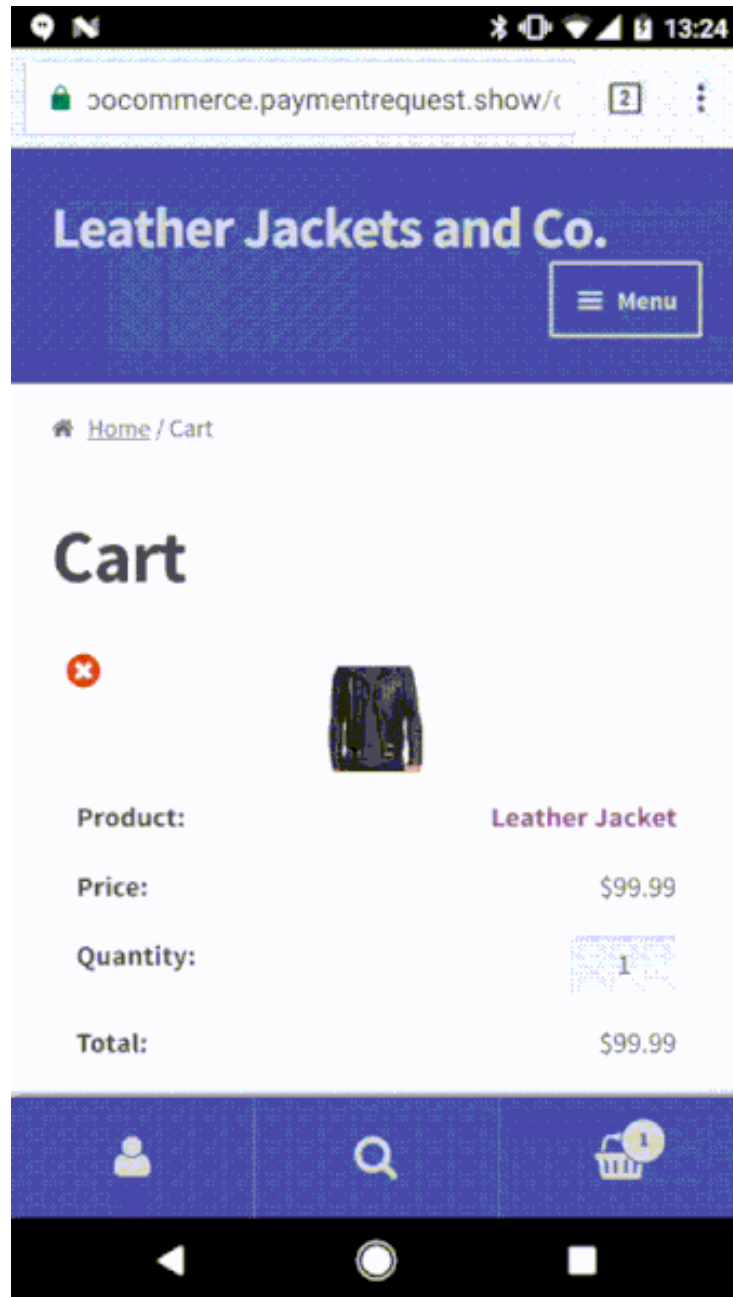 13:24
ɔocommerce.paymentrequest.show/c
2
Leather Jackets and Co.
Menu
Home / Cart
Cart
Product: Leather Jacket
Price: $99.99
Quantity: 1
Total: $99.99
1